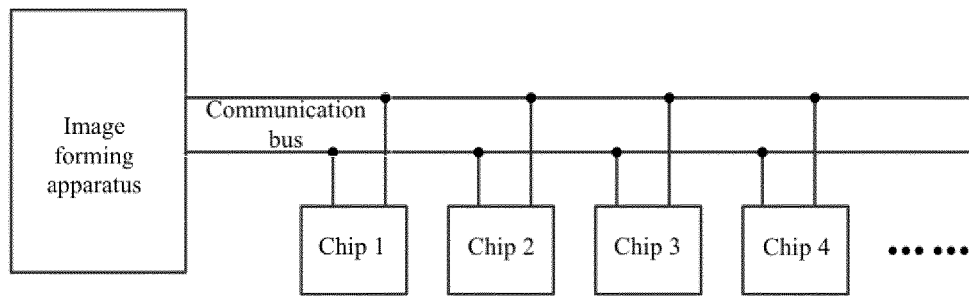 Image
forming
apparatus
Communication
bus
Chip 1
Chip 2
Chip 3
Chip 4